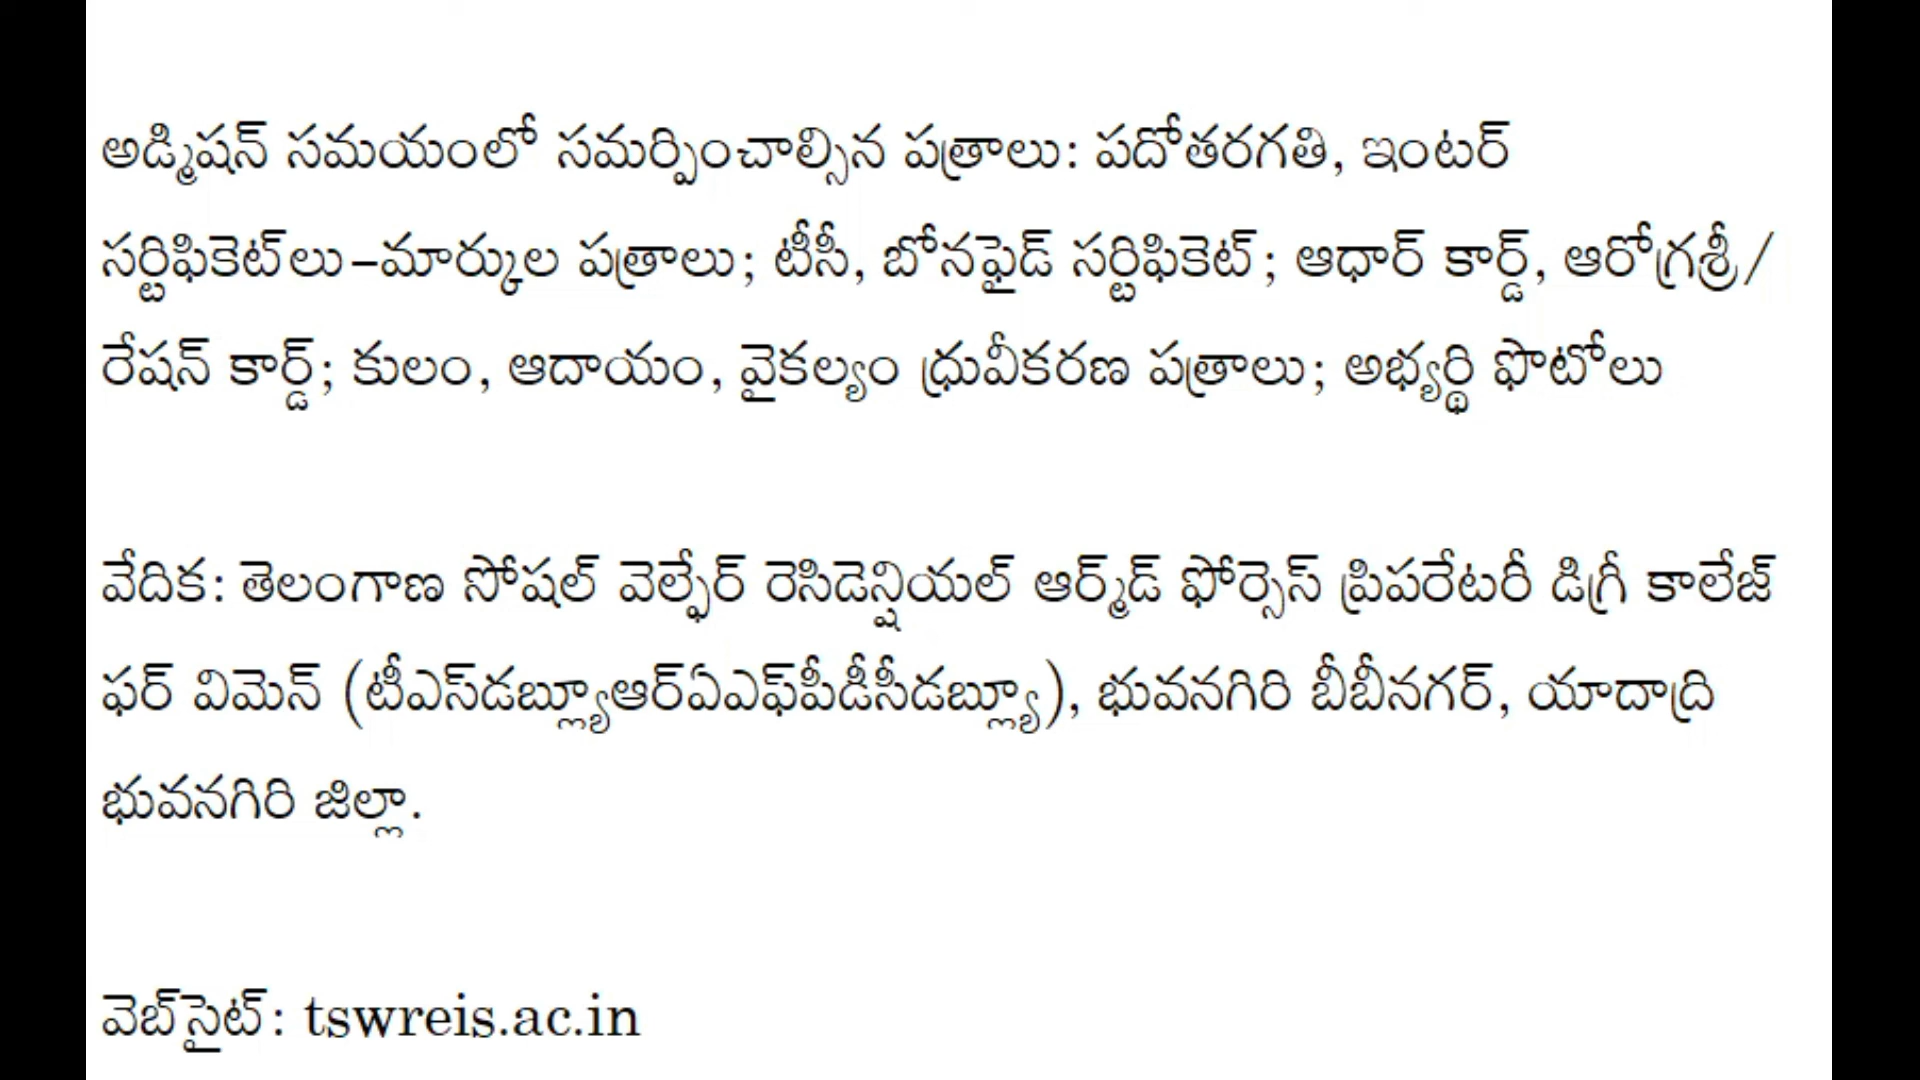 అడ్మిషన్ సమయంలో సమర్పించాల్సిన పత్రాలు: పదోతరగతి, ఇంటర్
సర్టిఫికెట్‌లు-మార్కుల పత్రాలు; టీసీ, బోనఫైడ్ సర్టిఫికెట్; ఆధార్ కార్డ్, ఆరోగ్రశ్రీ/
రేషన్ కార్డ్; కులం, ఆదాయం, వైకల్యం ధ్రువీకరణ పత్రాలు; అభ్యర్థి ఫొటోలు
వేదిక: తెలంగాణ సోషల్ వెల్ఫేర్ రెసిడెన్షియల్ ఆర్మ్‌డ్ ఫోర్సెస్ ప్రిపరేటరీ డిగ్రీ కాలేజ్
ఫర్ విమెన్ (టీఎస్‌డబ్ల్యూఆర్‌ఏఎఫ్‌పీడీసీడబ్ల్యూ), భువనగిరి బీబీనగర్, యాదాద్రి
భువనగిరి జిల్లా.
వెబ్‌సైట్: tswreis.ac.in